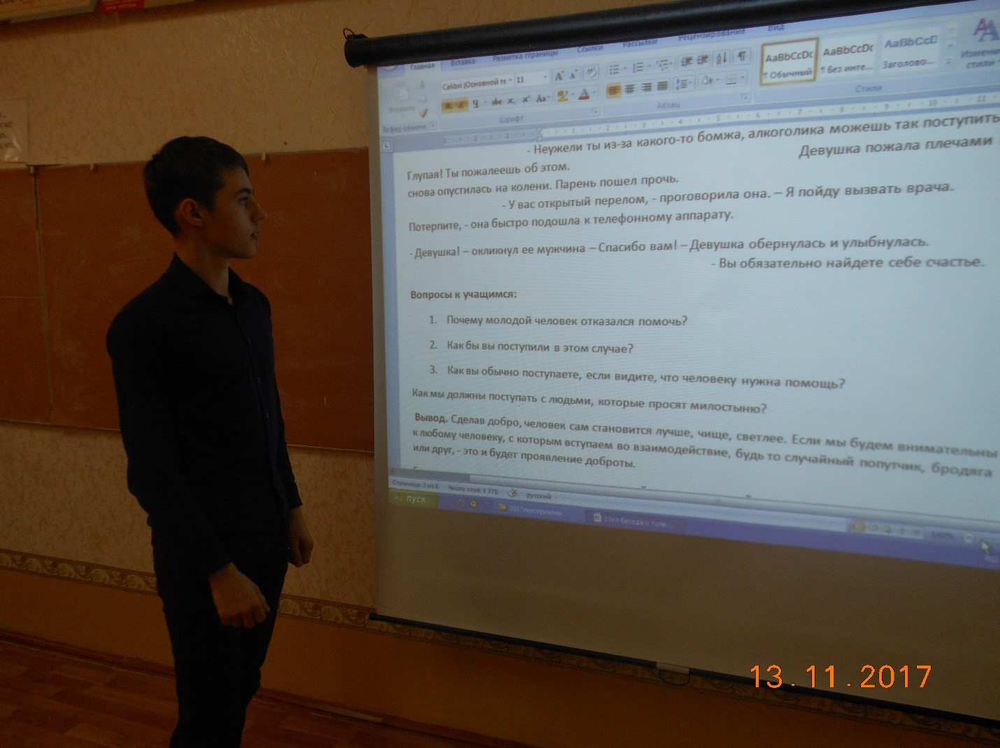 Главная Вставка Разметка страницы Ссылки Рассылки Рецензирование Вид
Calibri (Основной те 11
Вставить
Ж К Ч abc x₂ x² Aa
AaBbCcDc AaBbCcDc AaBbCcD
¶ Обычный ¶ Без инте... Заголово...
Изменить стили
Буфер обмена Шрифт Абзац Стили
- Неужели ты из-за какого-то бомжа, алкоголика можешь так поступить
Глупая! Ты пожалеешь об этом. Девушка пожала плечами
снова опустилась на колени. Парень пошел прочь.
- У вас открытый перелом, - проговорила она. – Я пойду вызвать врача.
Потерпите, - она быстро подошла к телефонному аппарату.
- Девушка! – окликнул ее мужчина – Спасибо вам! – Девушка обернулась и улыбнулась.
- Вы обязательно найдете себе счастье.
Вопросы к учащимся:
1. Почему молодой человек отказался помочь?
2. Как бы вы поступили в этом случае?
3. Как вы обычно поступаете, если видите, что человеку нужна помощь?
Как мы должны поступать с людьми, которые просят милостыню?
Вывод. Сделав добро, человек сам становится лучше, чище, светлее. Если мы будем внимательны
к любому человеку, с которым вступаем во взаимодействие, будь то случайный попутчик, бродяга
или друг, - это и будет проявление доброты.
Страница: 3 из 6 Число слов: 1 778 русский
пуск 2017мероприятия 11кл Беседа о толе...
13.11.2017